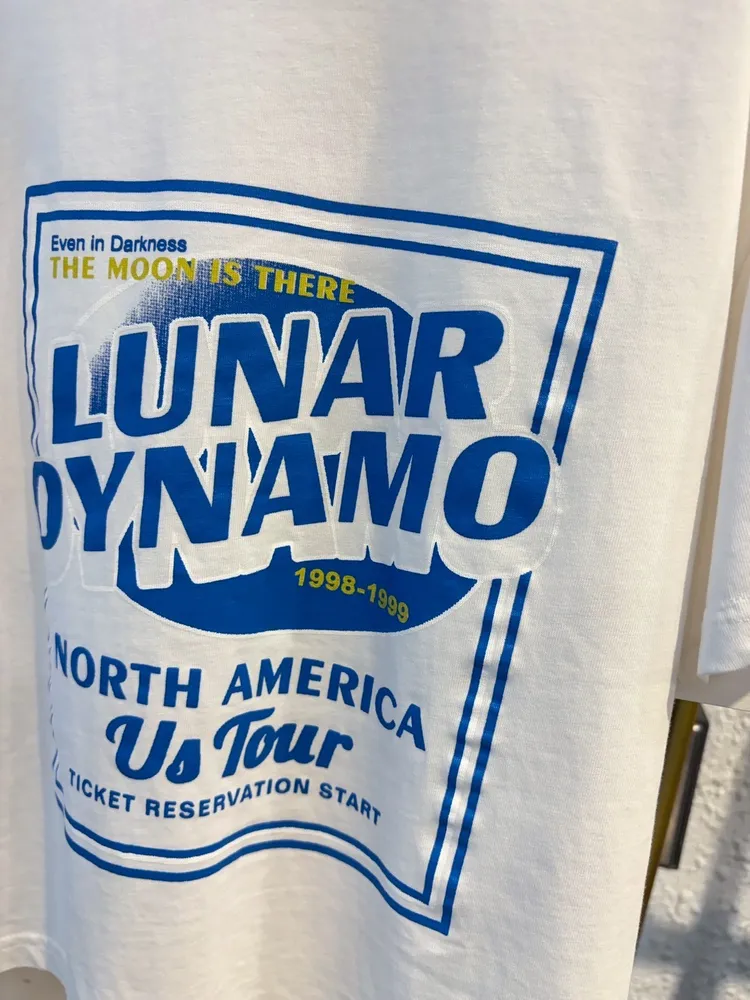 Even in Darkness
THE MOON IS THERE
LUNAR
DYNAMO
1998-1999
NORTH AMERICA
Us Tour
TICKET RESERVATION START